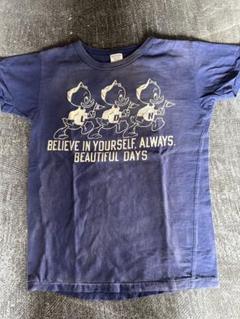 BELIEVE IN YOURSELF. ALWAYS.
BEAUTIFUL DAYS